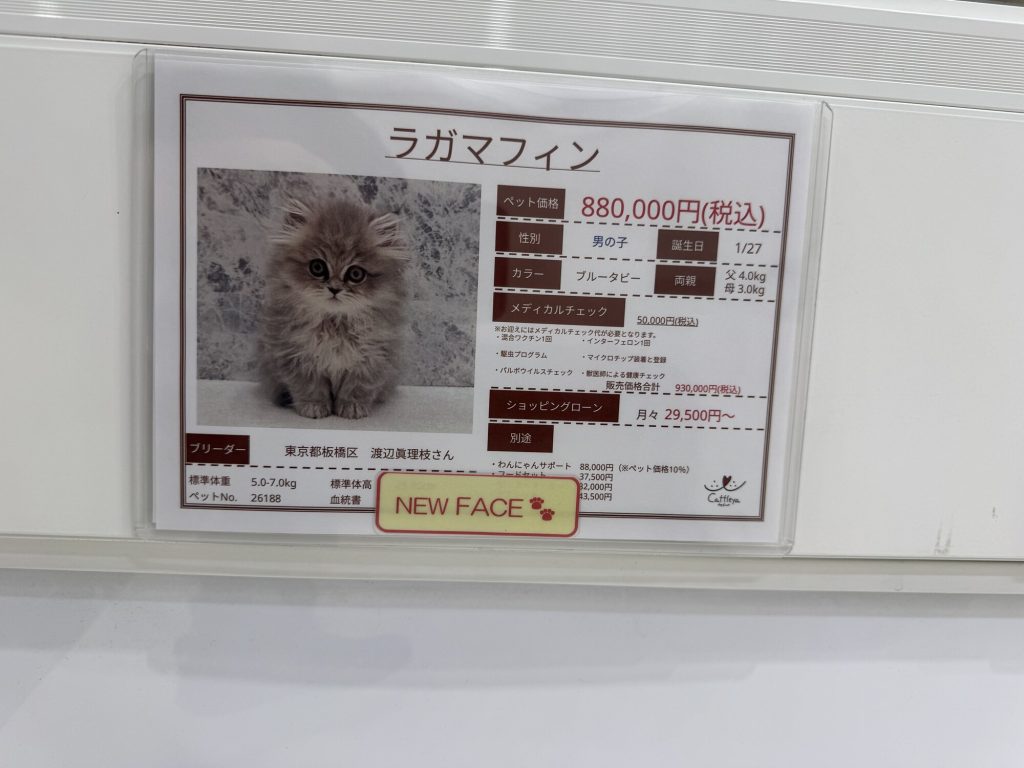 ラガマフィン
ペット価格 880,000円(税込)
性別 男の子 誕生日 1/27
カラー ブルータビー 両親 父 4.0kg
母 3.0kg
メディカルチェック 50,000円(税込)
※お迎えにはメディカルチェック代が必要となります。
・混合ワクチン1回 ・インターフェロン1回
・駆虫プログラム ・マイクロチップ装着と登録
・パルボウイルスチェック ・獣医師による健康チェック
販売価格合計 930,000円(税込)
ショッピングローン 月々 29,500円～
別途
・わんにゃんサポート 88,000円（※ペット価格10%）
・フードセット 37,500円
32,000円
43,500円
ブリーダー 東京都板橋区 渡辺眞理枝さん
標準体重 5.0-7.0kg 標準体高
ペットNo. 26188 血統書
NEW FACE
Cattleya